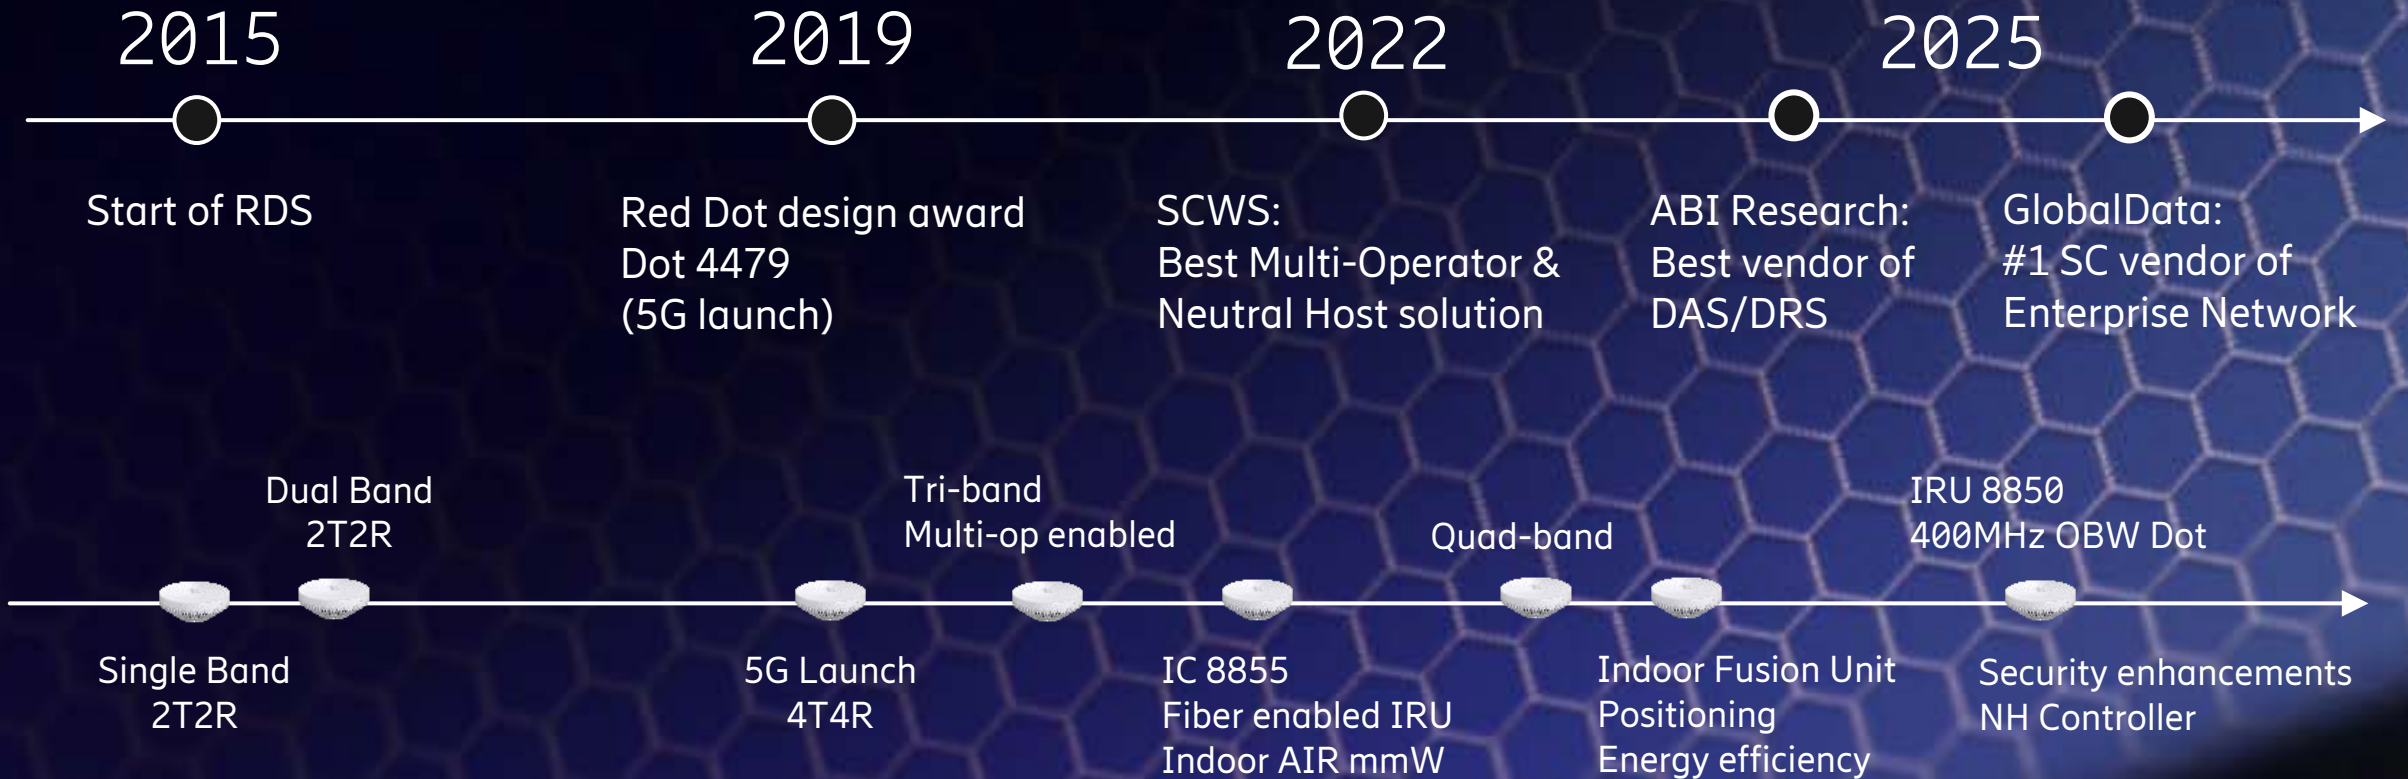 2015
2019
2022
2025
Start of RDS
Red Dot design award
Dot 4479
(5G launch)
SCWS:
Best Multi-Operator &
Neutral Host solution
ABI Research:
Best vendor of
DAS/DRS
GlobalData:
#1 SC vendor of
Enterprise Network
Dual Band
2T2R
Tri-band
Multi-op enabled
Quad-band
IRU 8850
400MHz OBW Dot
Single Band
2T2R
5G Launch
4T4R
IC 8855
Fiber enabled IRU
Indoor AIR mmW
Indoor Fusion Unit
Positioning
Energy efficiency
Security enhancements
NH Controller